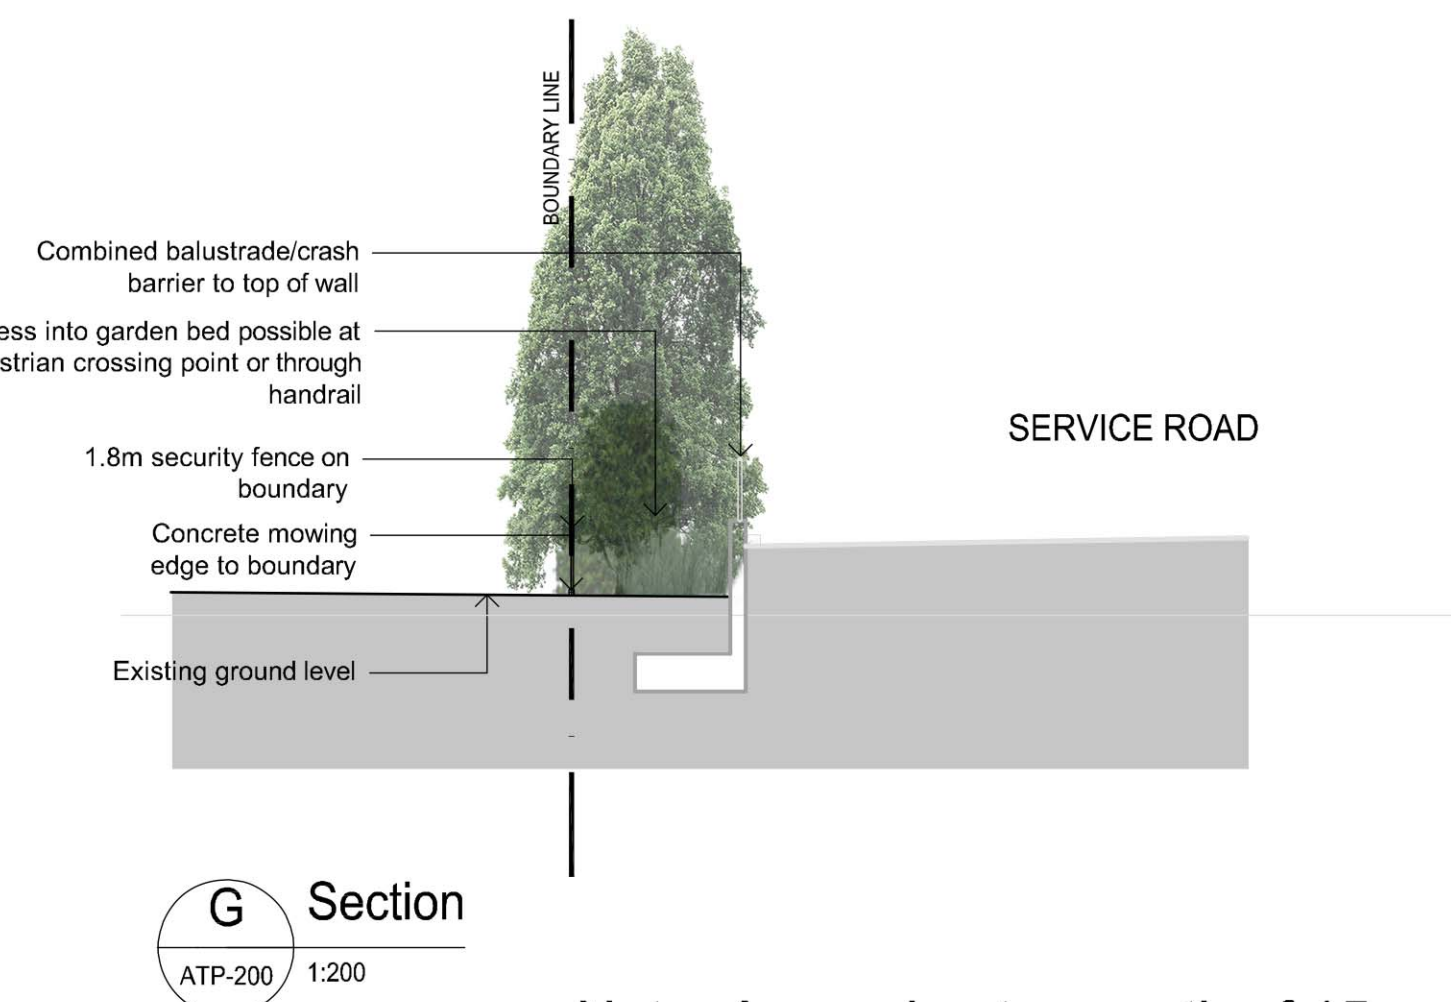 BOUNDARY LINE
Combined balustrade/crash
barrier to top of wall
into garden bed possible at
crossing point or through
handrail
1.8m security fence on
boundary
Concrete mowing
edge to boundary
Existing ground level
SERVICE ROAD
G
Section
ATP-200
1:200